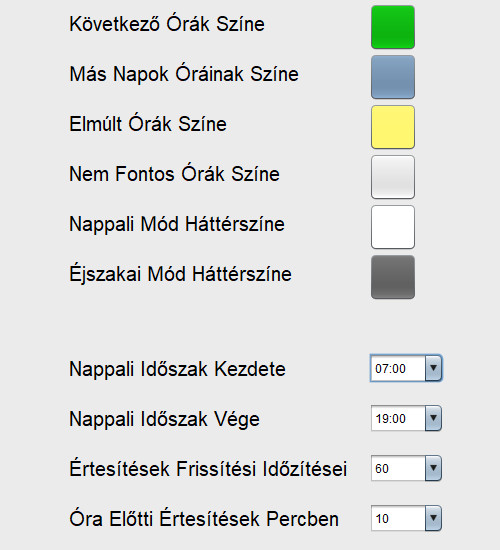 Következő Órák Színe
Más Napok Óráinak Színe
Elmúlt Órák Színe
Nem Fontos Órák Színe
Nappali Mód Háttérszíne
Éjszakai Mód Háttérszíne
Nappali Időszak Kezdete 07:00
Nappali Időszak Vége 19:00
Értesítések Frissítési Időzítései 60
Óra Előtti Értesítések Percben 10